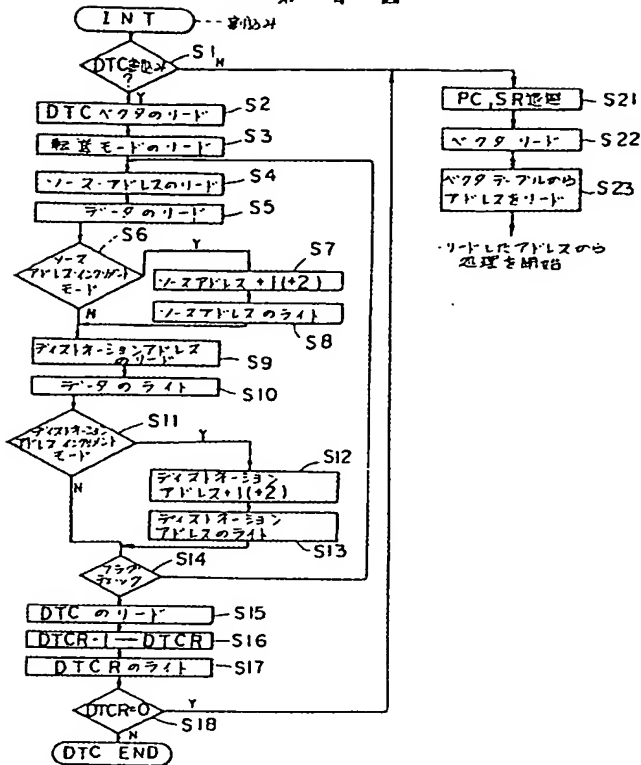 第 4 図
INT
割込み
DTC割込み
?
S1
N
Y
DTCベクタのリード
S2
転送モードのリード
S3
ソース・アドレスのリード
S4
データのリード
S5
S6
ソース
アドレスインクリメント
モード
Y
N
S7
ソースアドレス+1(+2)
ソースアドレスのライト
S8
ディストネーションアドレス
のリード
S9
データのライト
S10
S11
ディストネーション
アドレスインクリメント
モード
Y
N
S12
ディストネーション
アドレス+1(+2)
ディストネーション
アドレスのライト
S13
フラグ
チェック
S14
DTCのリード
S15
DTCR-1→DTCR
S16
DTCRのライト
S17
DTCR=0
Y
S18
N
DTC END
PC,SR退避
S21
ベクタリード
S22
ベクタテーブルから
アドレスをリード
S23
リードしたアドレスから
処理を開始